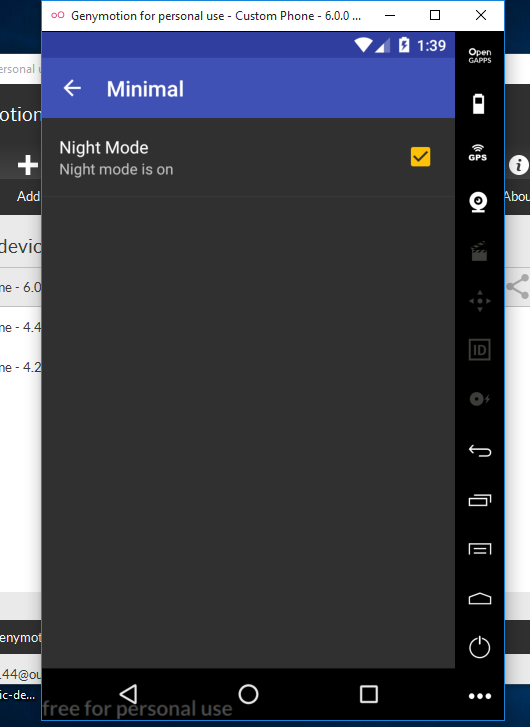 Genymotion for personal use - Custom Phone - 6.0.0 ...
1:39
Open
GAPPS
Minimal
Night Mode
Night mode is on
GPS
ID
free for personal use
ersonal u
otion
Add
Abou
devic
ne - 6.0
ne - 4.4
ne - 4.2
enymot
144@ou
ic-de...